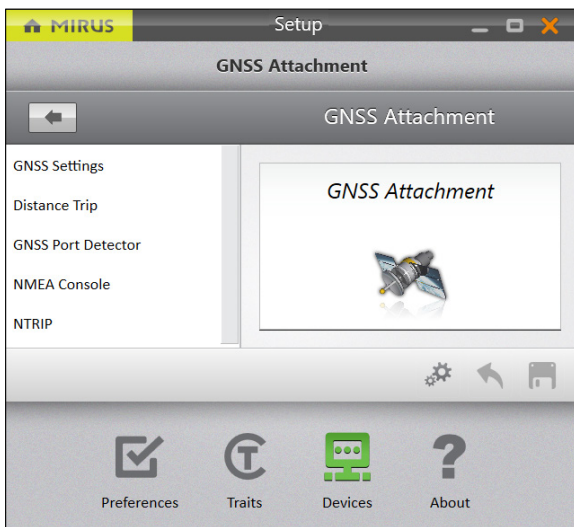 MIRUS
Setup
GNSS Attachment
GNSS Attachment
GNSS Settings
Distance Trip
GNSS Port Detector
NMEA Console
NTRIP
GNSS Attachment
Preferences
Traits
Devices
About